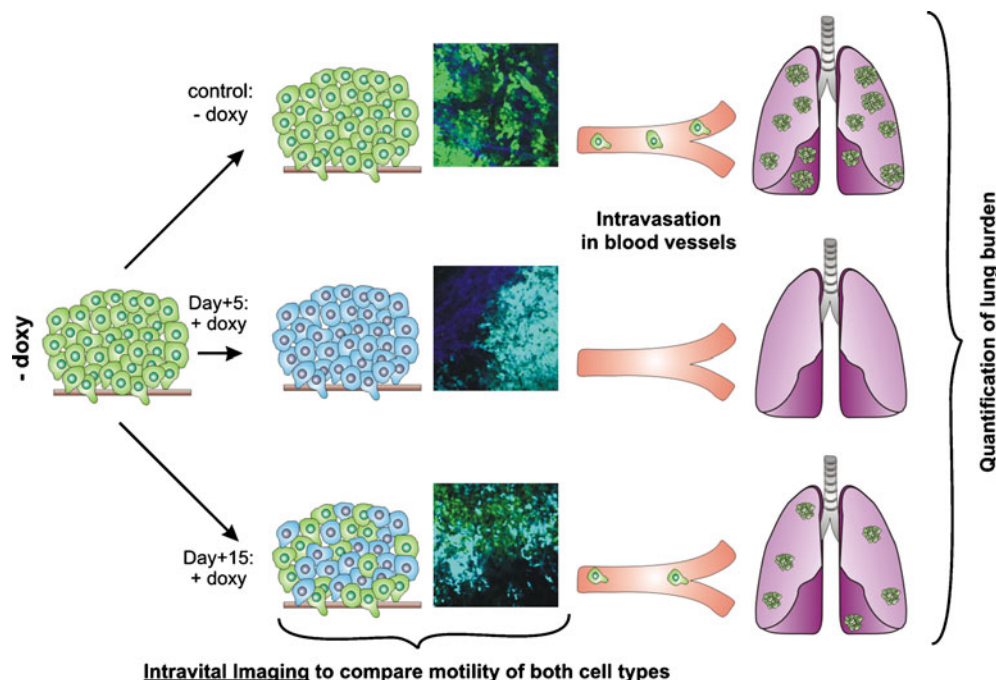 control:
- doxy
Intravasation
in blood vessels
- doxy
Day+5:
+ doxy
Day+15:
+ doxy
Quantification of lung burden
Intravital Imaging to compare motility of both cell types